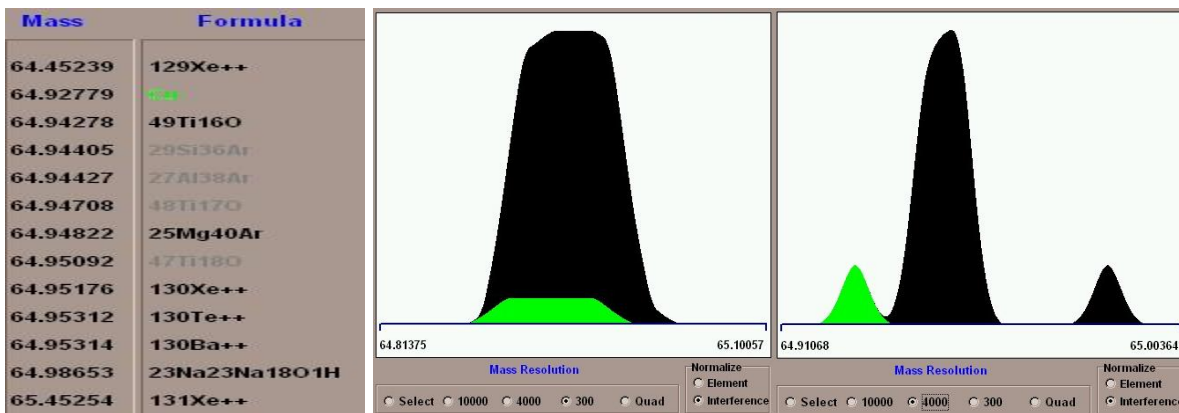 Mass Formula
64.45239 129Xe++
64.92779
64.94278 49Ti16O
64.94405 29Si36Ar
64.94427 27Al38Ar
64.94708 48Ti17O
64.94822 25Mg40Ar
64.95092 47Ti18O
64.95176 130Xe++
64.95312 130Te++
64.95314 130Ba++
64.98653 23Na23Na18O1H
65.45254 131Xe++
64.81375 65.10057
Mass Resolution
Select 10000 4000 300 Quad
Normalize
Element
Interference
64.91068 65.00364
Mass Resolution
Select 10000 4000 300 Quad
Normalize
Element
Interference